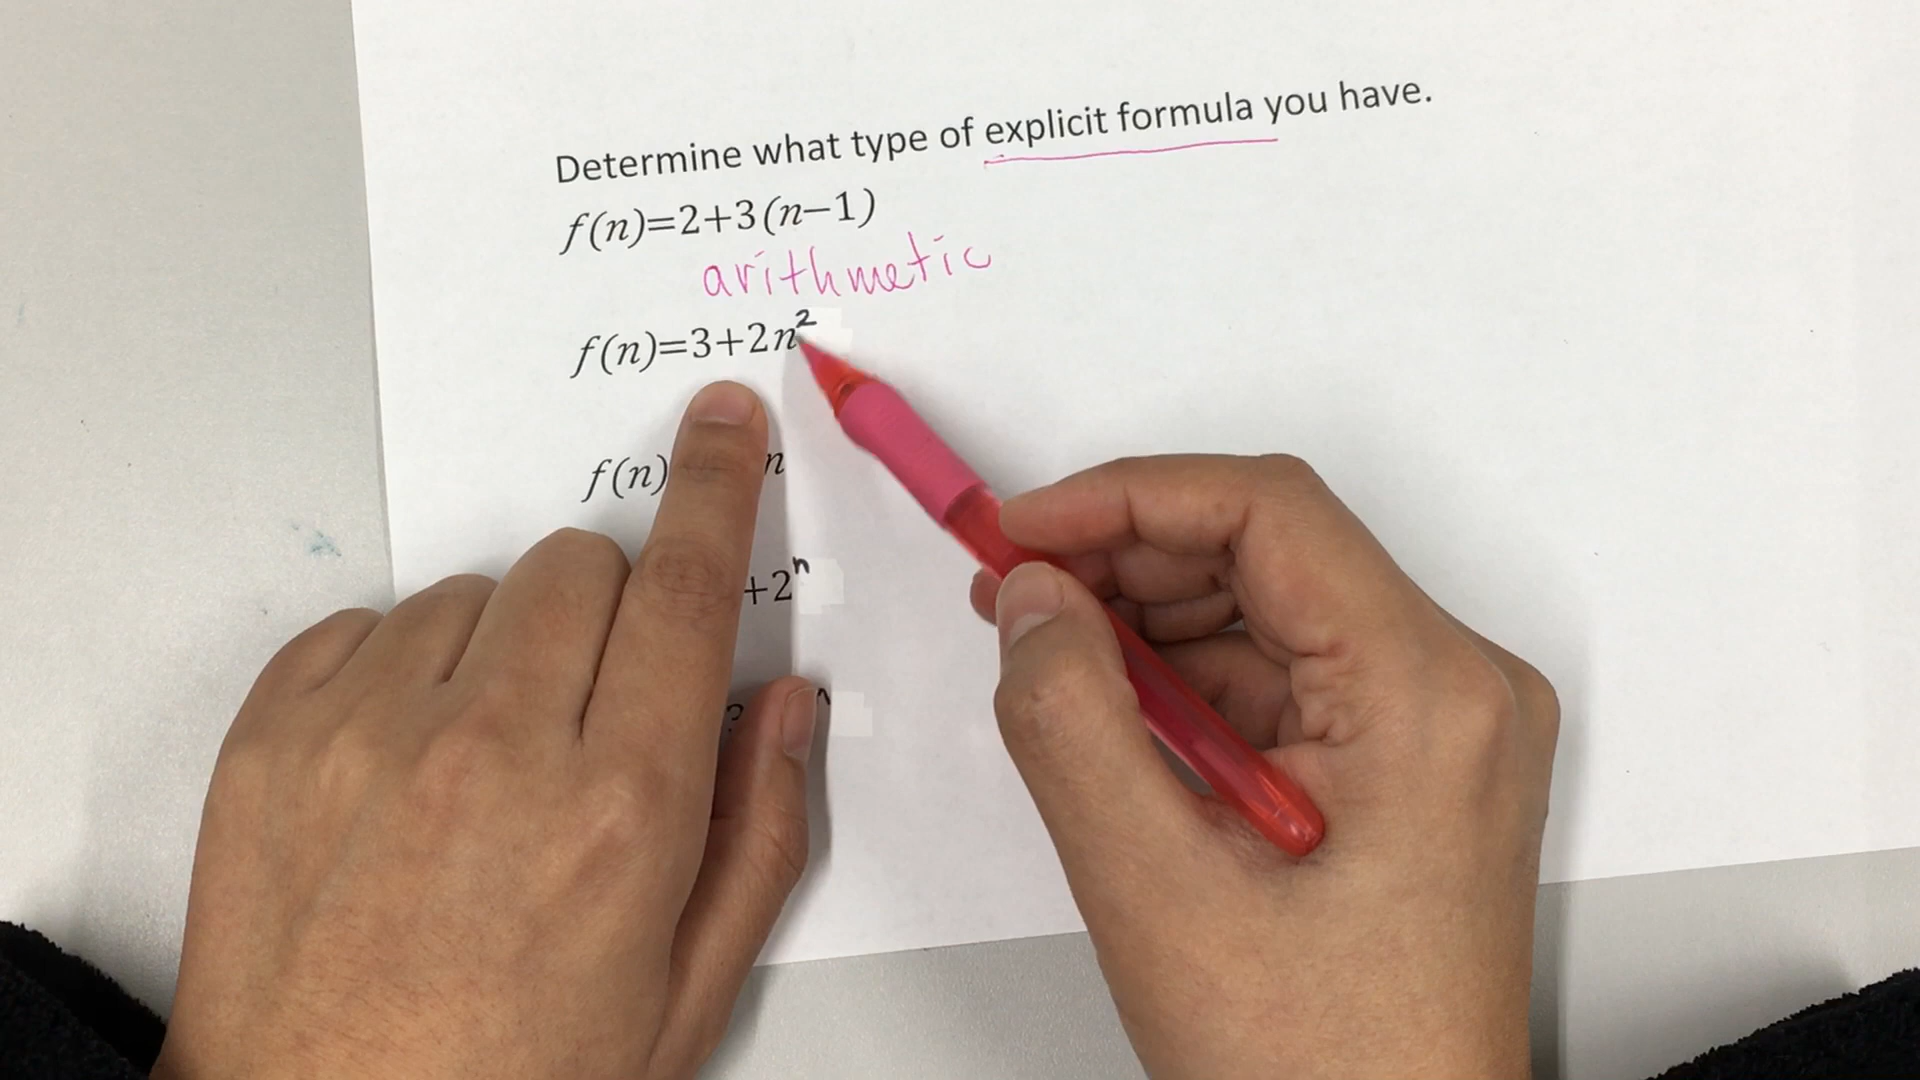 Determine what type of explicit formula you have.
f(n)=2+3(n−1)
arithmetic
f(n)=3+2n²
f(n) n
+2ⁿ